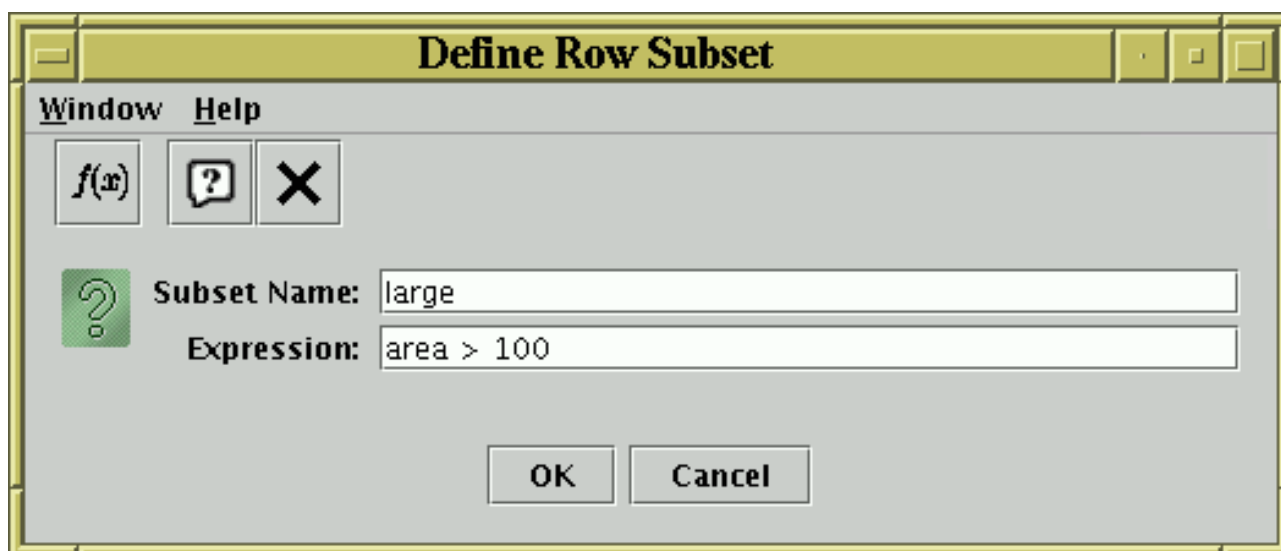 Define Row Subset
Window Help
f(x) ?
Subset Name: large
Expression: area > 100
OK Cancel